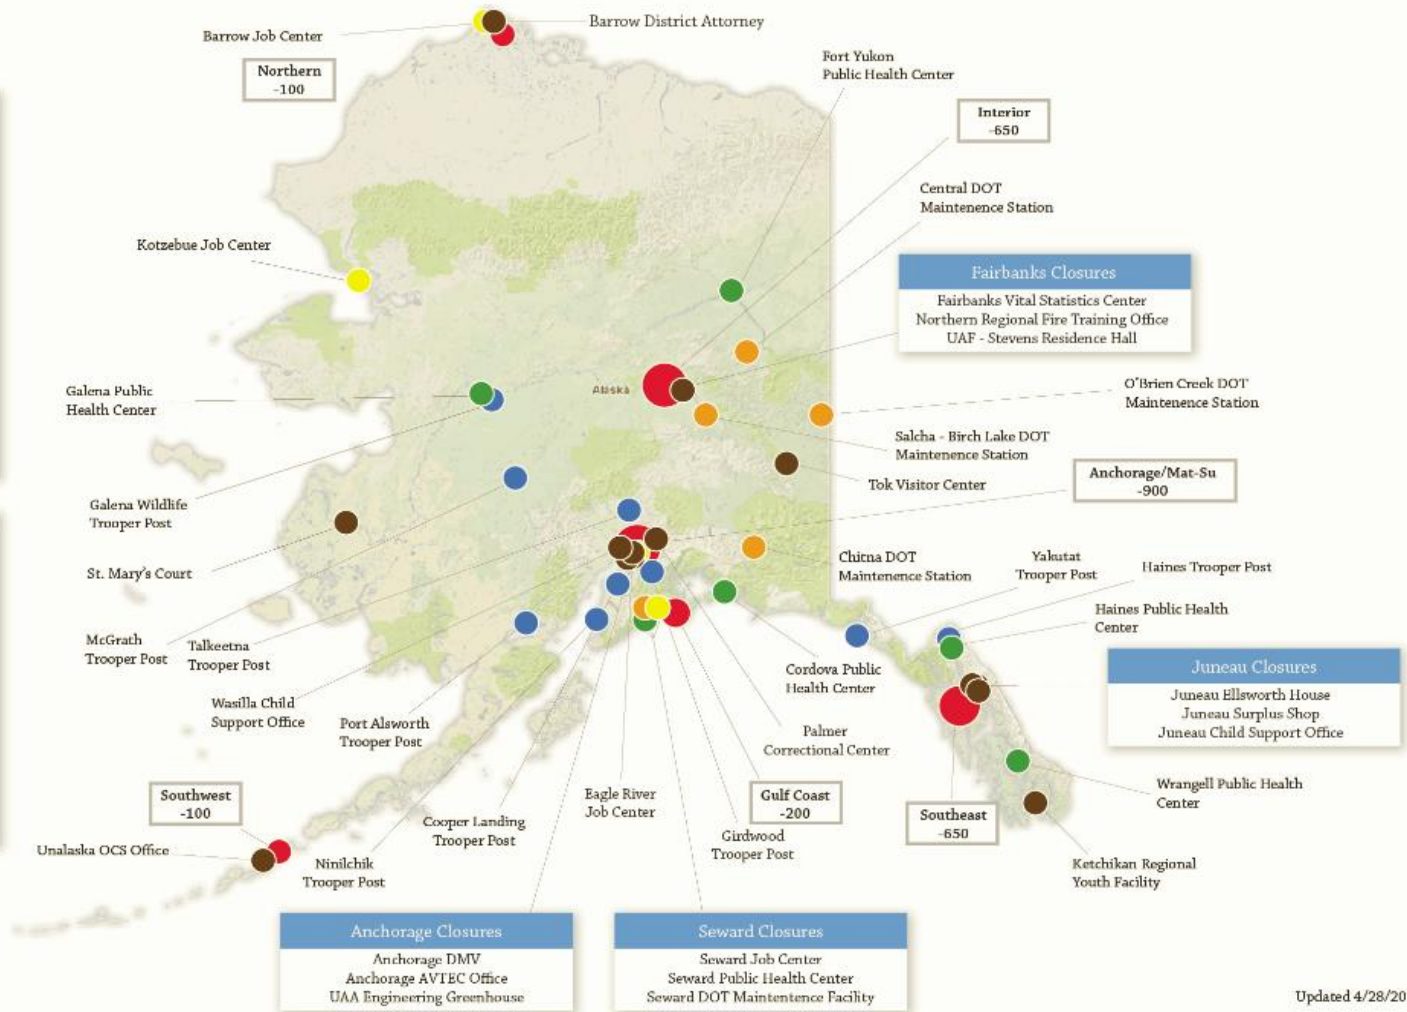 Barrow District Attorney
Barrow Job Center
Northern
-100
Fort Yukon
Public Health Center
Interior
-650
Central DOT
Maintenence Station
Kotzebue Job Center
Fairbanks Closures
Fairbanks Vital Statistics Center
Northern Regional Fire Training Office
UAF - Stevens Residence Hall
Galena Public
Health Center
Alaska
O'Brien Creek DOT
Maintenence Station
Salcha - Birch Lake DOT
Maintenence Station
Anchorage/Mat-Su
-900
Tok Visitor Center
Galena Wildlife
Trooper Post
St. Mary's Court
Chitna DOT
Maintenence Station
Yakutat
Trooper Post
Haines Trooper Post
Haines Public Health
Center
McGrath
Trooper Post
Talkeetna
Trooper Post
Wasilla Child
Support Office
Port Alsworth
Trooper Post
Cordova Public
Health Center
Juneau Closures
Juneau Ellsworth House
Juneau Surplus Shop
Juneau Child Support Office
Palmer
Correctional Center
Southwest
-100
Eagle River
Job Center
Gulf Coast
-200
Southeast
-650
Wrangell Public Health
Center
Cooper Landing
Trooper Post
Girdwood
Trooper Post
Unalaska OCS Office
Ninilchik
Trooper Post
Ketchikan Regional
Youth Facility
Anchorage Closures
Anchorage DMV
Anchorage AVTEC Office
UAA Engineering Greenhouse
Seward Closures
Seward Job Center
Seward Public Health Center
Seward DOT Maintentence Facility
Updated 4/28/20